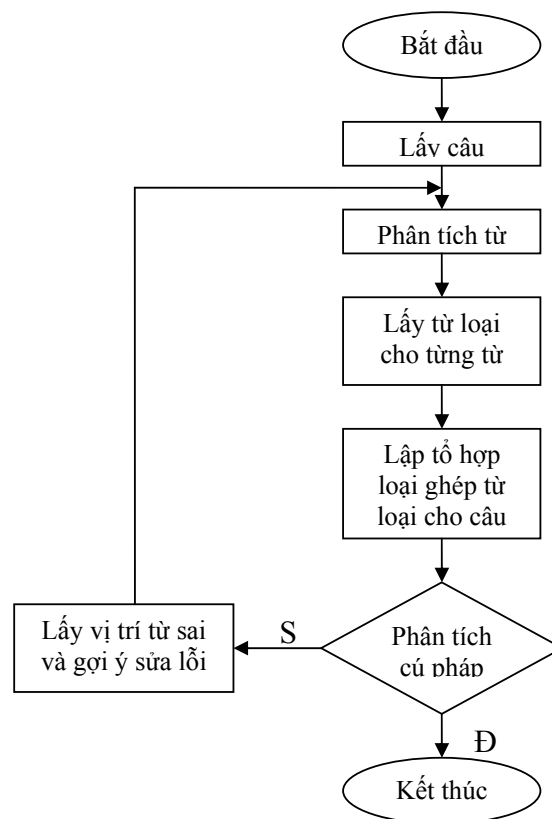 Bắt đầu
Lấy câu
Phân tích từ
Lấy từ loại
cho từng từ
Lập tổ hợp
loại ghép từ
loại cho câu
Phân tích
cú pháp
S
Lấy vị trí từ sai
và gợi ý sửa lỗi
Đ
Kết thúc